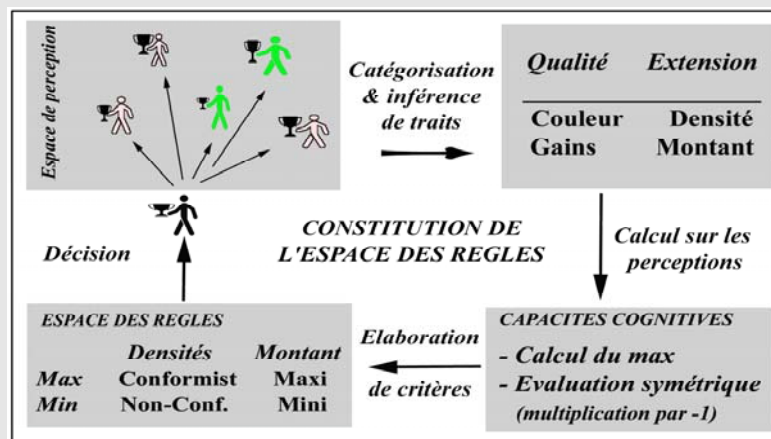 Espace de perception
Catégorisation
& inférence
de traits
Qualité Extension
Couleur Densité
Gains Montant
CONSTITUTION DE
L'ESPACE DES REGLES
Décision
Calcul sur les
perceptions
ESPACE DES REGLES
Densités Montant
Max Conformist Maxi
Min Non-Conf. Mini
Elaboration
de critères
CAPACITES COGNITIVES
- Calcul du max
- Evaluation symétrique
(multiplication par -1)